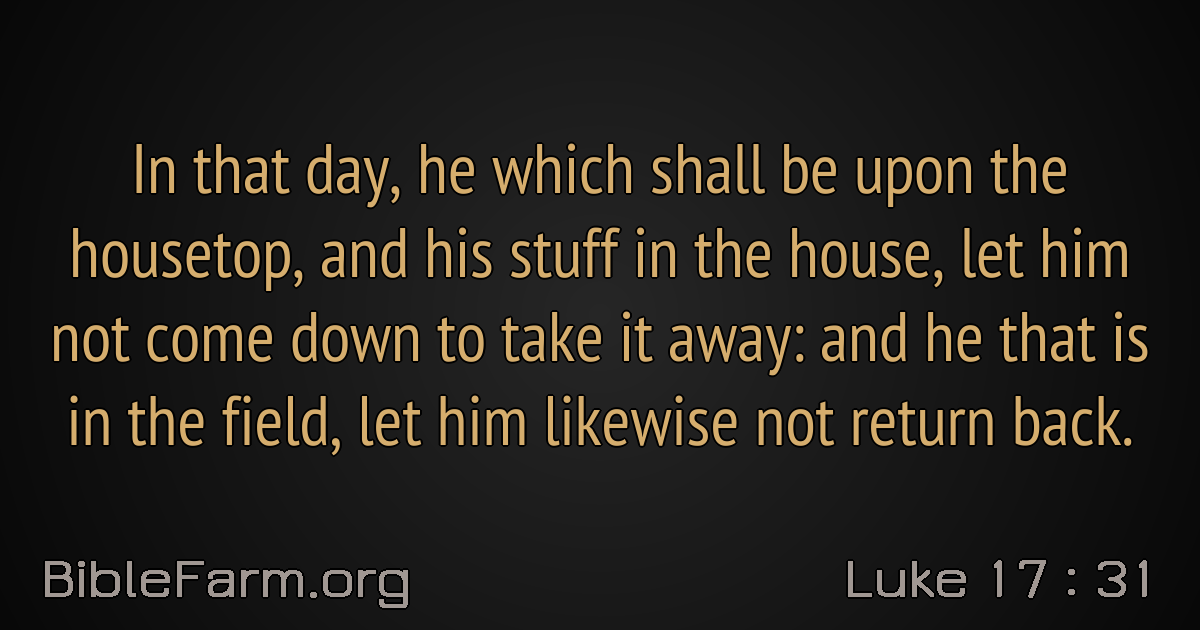 In that day, he which shall be upon the
housetop, and his stuff in the house, let him
not come down to take it away: and he that is
in the field, let him likewise not return back.
BibleFarm.org
Luke 17 : 31